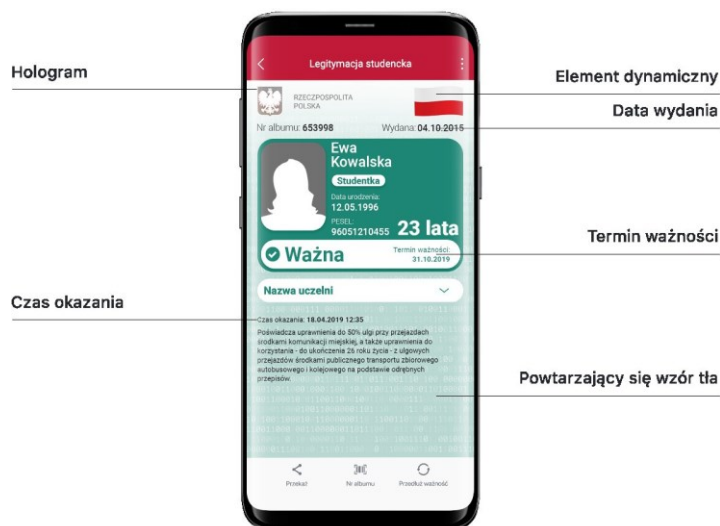 Hologram
Element dynamiczny
Data wydania
Termin ważności
Czas okazania
Powtarzający się wzór tła
Legitymacja studencka
RZECZPOSPOLITA
POLSKA
Nr albumu: 653998
Wydana: 04.10.2015
Ewa
Kowalska
Studentka
Data urodzenia:
12.05.1996
PESEL:
96051210455
23 lata
Ważna
Termin ważności:
31.10.2019
Nazwa uczelni
Czas okazania: 18.04.2019 12:35
Poświadcza uprawnienia do 50% ulgi przy przejazdach
środkami komunikacji miejskiej, a także uprawnienia do
korzystania - do ukończenia 26 roku życia - z ulgowych
przejazdów środkami publicznego transportu zbiorowego
autobusowego i kolejowego na podstawie odrębnych
przepisów.
Przekaż
Nr albumu
Przedłuż ważność